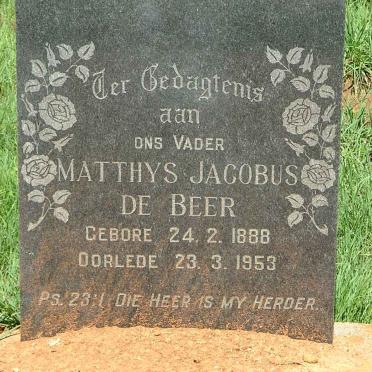 Ter Gedagtenis
aan
ONS VADER
MATTHYS JACOBUS
DE BEER
GEBORE 24. 2. 1888
OORLEDE 23. 3. 1953
PS. 23:1 DIE HEER IS MY HERDER..